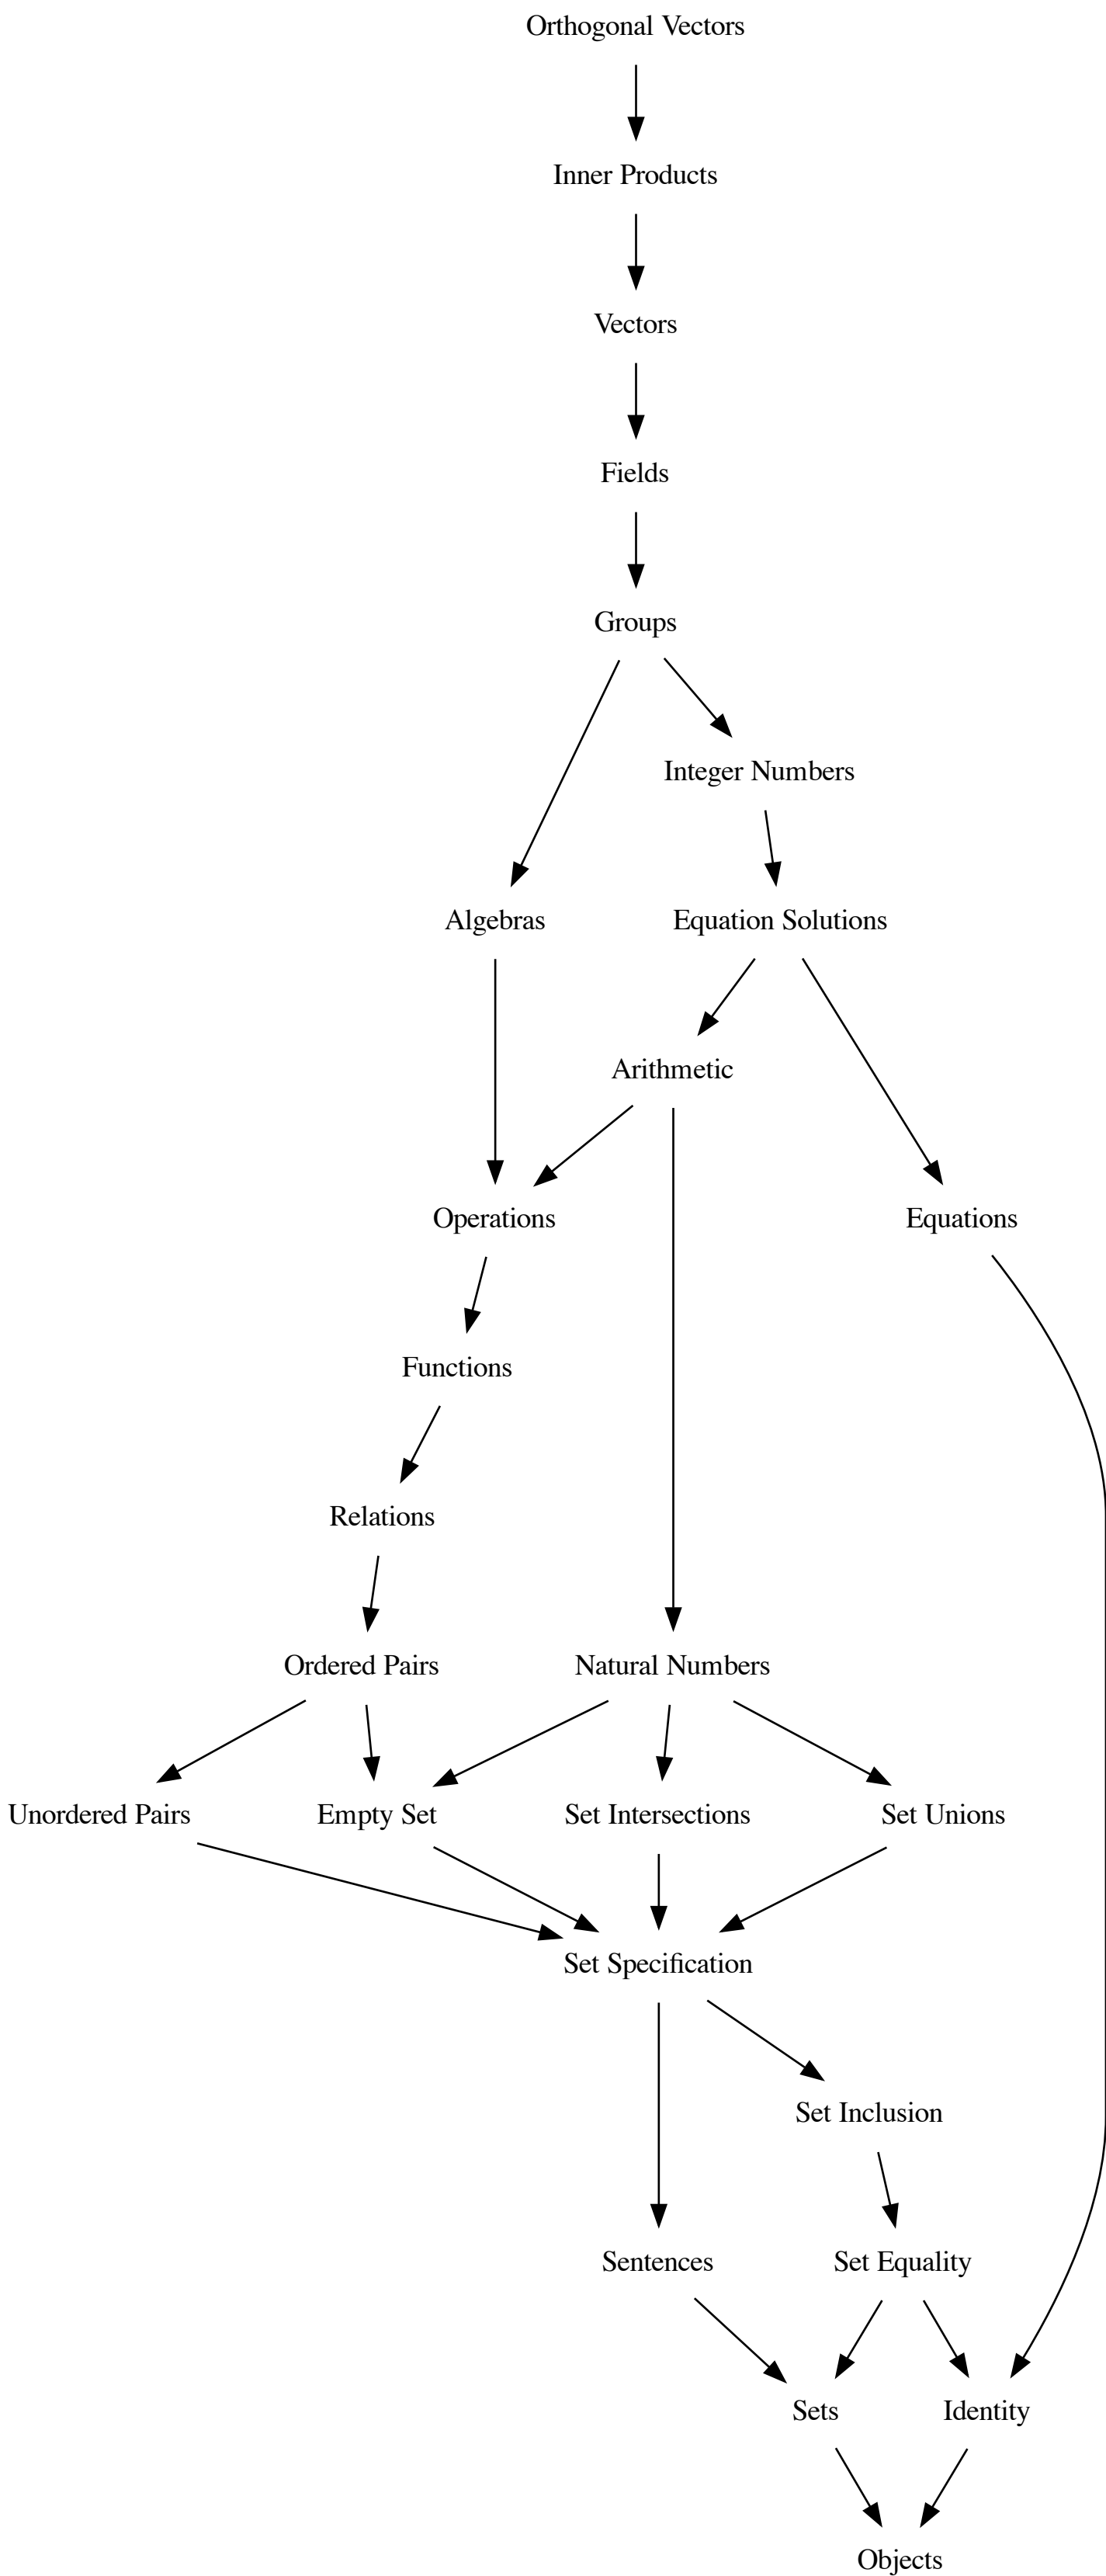 Orthogonal Vectors
Inner Products
Vectors
Fields
Groups
Integer Numbers
Algebras
Equation Solutions
Arithmetic
Operations
Equations
Functions
Relations
Ordered Pairs
Natural Numbers
Unordered Pairs
Empty Set
Set Intersections
Set Unions
Set Specification
Set Inclusion
Sentences
Set Equality
Sets
Identity
Objects